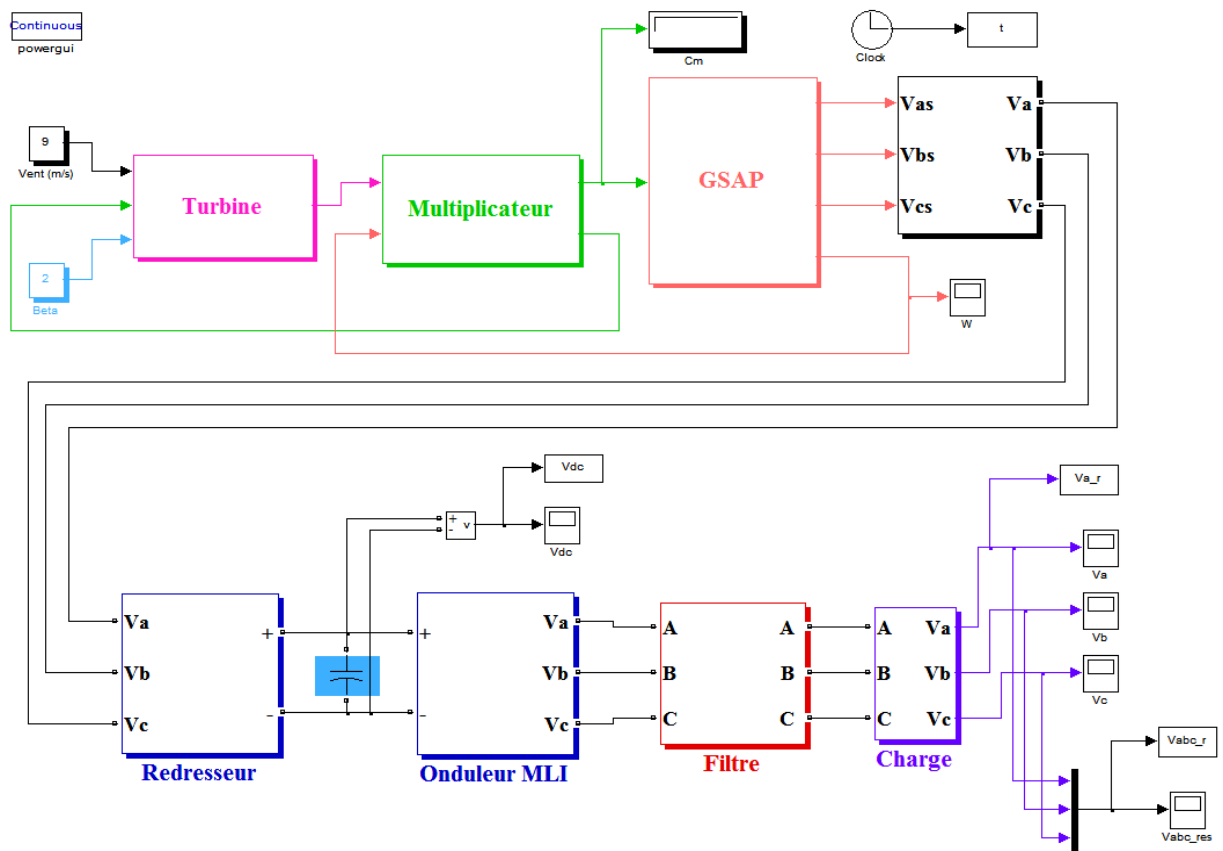 Continuous
powergui
Cm
Clock
t
9
Vent (m/s)
Turbine
Multiplicateur
GSAP
Vas
Vbs
Vcs
Va
Vb
Vc
2
Beta
W
Vdc
+
-
v
Vdc
Va_r
Va
Vb
Vc
Va
Vb
Vc
+
-
Redresseur
+
-
Va
Vb
Vc
Onduleur MLI
A
B
C
A
B
C
Filtre
A
B
C
Va
Vb
Vc
Charge
Vabc_r
Vabc_res